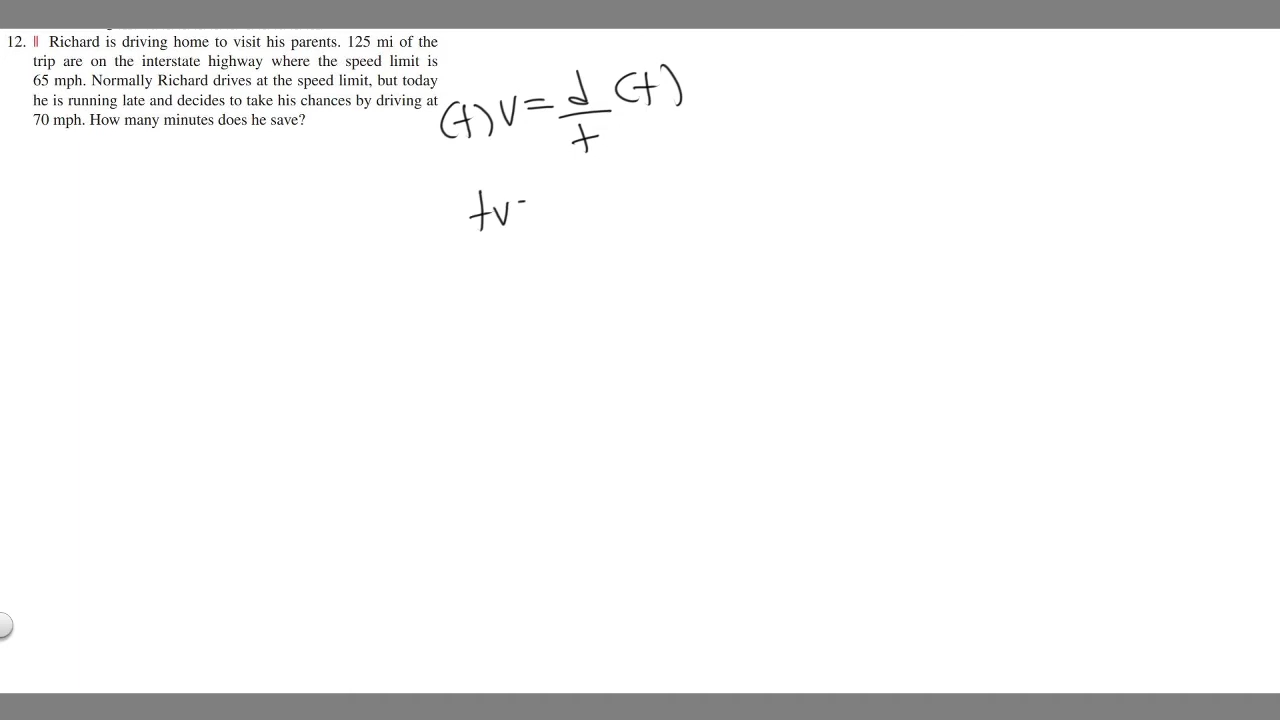 12. || Richard is driving home to visit his parents. 125 mi of the
trip are on the interstate highway where the speed limit is
65 mph. Normally Richard drives at the speed limit, but today
he is running late and decides to take his chances by driving at
70 mph. How many minutes does he save?
(t) v = d/t (t)
tv-